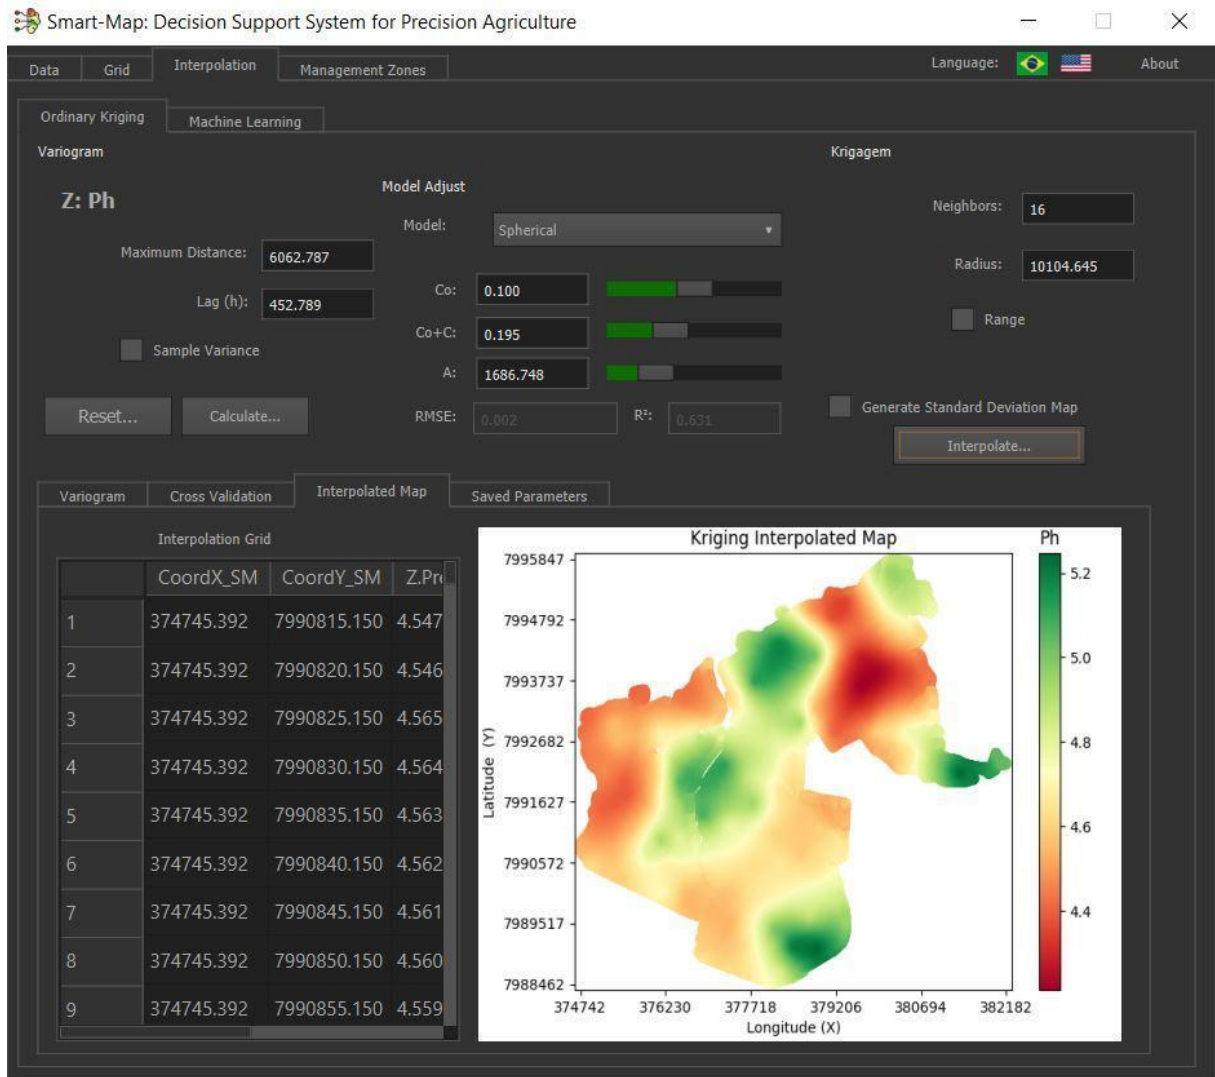 Smart-Map: Decision Support System for Precision Agriculture
Data Grid Interpolation Management Zones Language: About
Ordinary Kriging Machine Learning
Variogram Krigagem
Z: Ph
Model Adjust
Model: Spherical
Neighbors: 16
Maximum Distance: 6062.787
Radius: 10104.645
Lag (h): 452.789
Co: 0.100
Range
Co+C: 0.195
Sample Variance
A: 1686.748
Reset... Calculate...
RMSE: 0.002 R²: 0.631
Generate Standard Deviation Map
Interpolate...
Variogram Cross Validation Interpolated Map Saved Parameters
Interpolation Grid
CoordX_SM CoordY_SM Z.Pr
1 374745.392 7990815.150 4.547
2 374745.392 7990820.150 4.546
3 374745.392 7990825.150 4.565
4 374745.392 7990830.150 4.564
5 374745.392 7990835.150 4.563
6 374745.392 7990840.150 4.562
7 374745.392 7990845.150 4.561
8 374745.392 7990850.150 4.560
9 374745.392 7990855.150 4.559
Kriging Interpolated Map Ph
Latitude (Y)
7995847
7994792
7993737
7992682
7991627
7990572
7989517
7988462
374742 376230 377718 379206 380694 382182
Longitude (X)
5.2
5.0
4.8
4.6
4.4